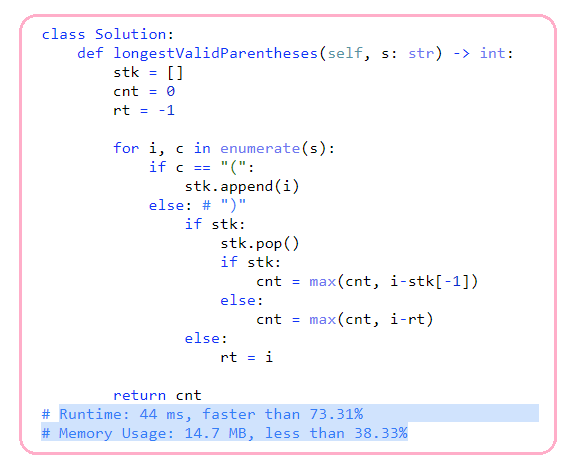 class Solution:
    def longestValidParentheses(self, s: str) -> int:
        stk = []
        cnt = 0
        rt = -1

        for i, c in enumerate(s):
            if c == "(":
                stk.append(i)
            else: # ")"
                if stk:
                    stk.pop()
                    if stk:
                        cnt = max(cnt, i-stk[-1])
                    else:
                        cnt = max(cnt, i-rt)
                else:
                    rt = i

        return cnt
# Runtime: 44 ms, faster than 73.31%
# Memory Usage: 14.7 MB, less than 38.33%